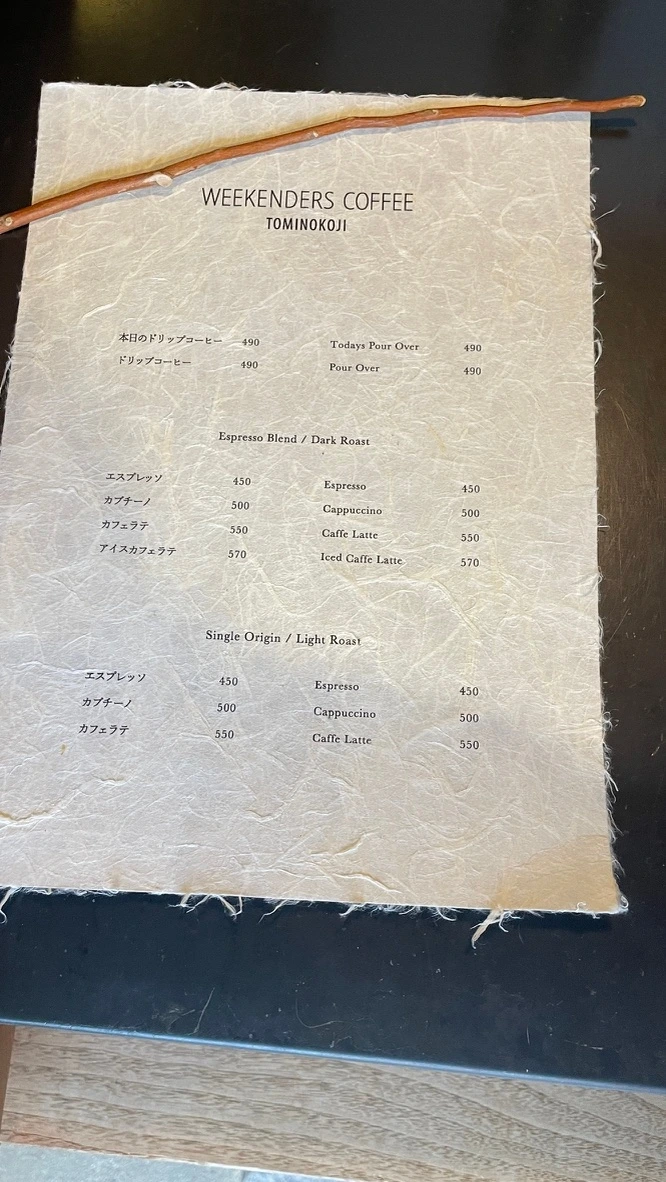 WEEKENDERS COFFEE
TOMINOKOJI
本日のドリップコーヒー 490 Todays Pour Over 490
ドリップコーヒー 490 Pour Over 490
Espresso Blend / Dark Roast
エスプレッソ 450 Espresso 450
カプチーノ 500 Cappuccino 500
カフェラテ 550 Caffe Latte 550
アイスカフェラテ 570 Iced Caffe Latte 570
Single Origin / Light Roast
エスプレッソ 450 Espresso 450
カプチーノ 500 Cappuccino 500
カフェラテ 550 Caffe Latte 550